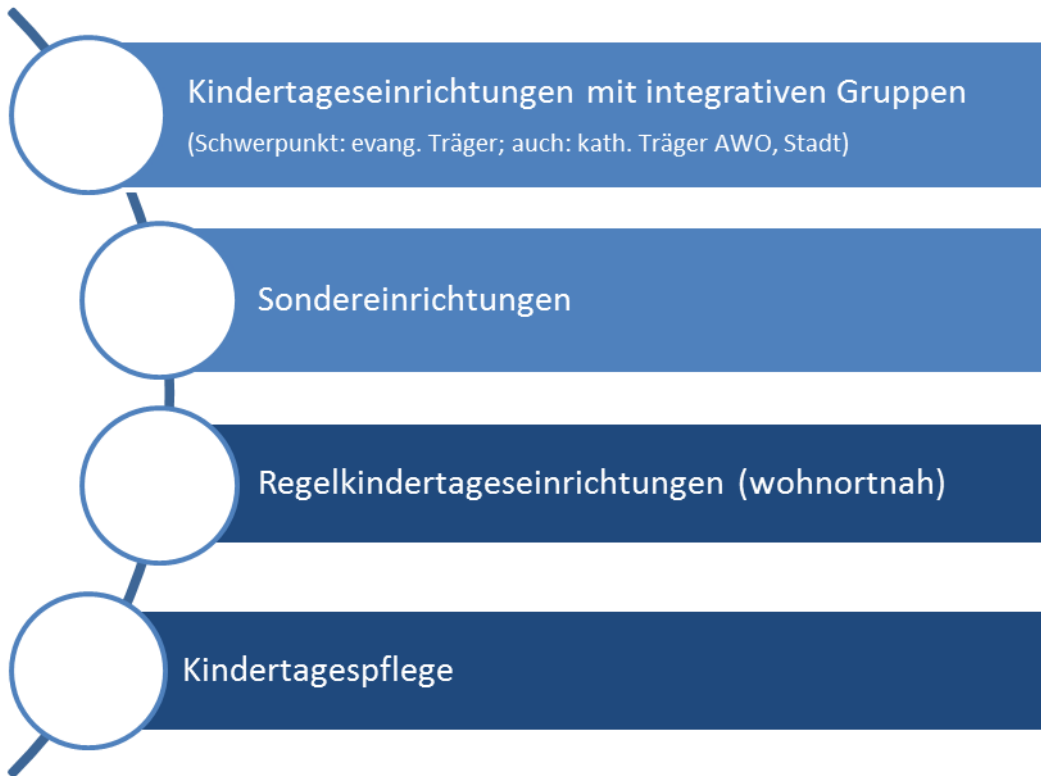 Kindertageseinrichtungen mit integrativen Gruppen
(Schwerpunkt: evang. Träger; auch: kath. Träger AWO, Stadt)
Sondereinrichtungen
Regelkindertageseinrichtungen (wohnortnah)
Kindertagespflege